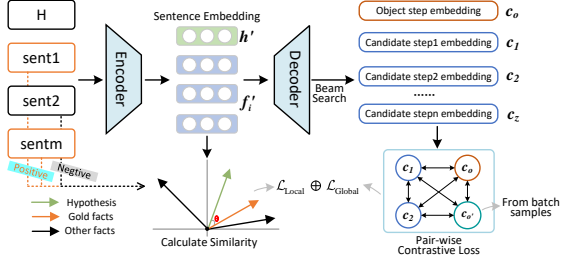 H
sent1
sent2
sentm
Positive
Negtive
Hypothesis
Gold facts
Other facts
Encoder
Sentence Embedding
h'
f_i'
Decoder
Beam
Search
Calculate Similarity
Object step embedding c_o
Candidate step1 embedding c_1
Candidate step2 embedding c_2
......
Candidate stepn embedding c_z
ℒ_Local ⊕ ℒ_Global
c_1 c_o
c_2 c_o'
From batch
samples
Pair-wise
Contrastive Loss